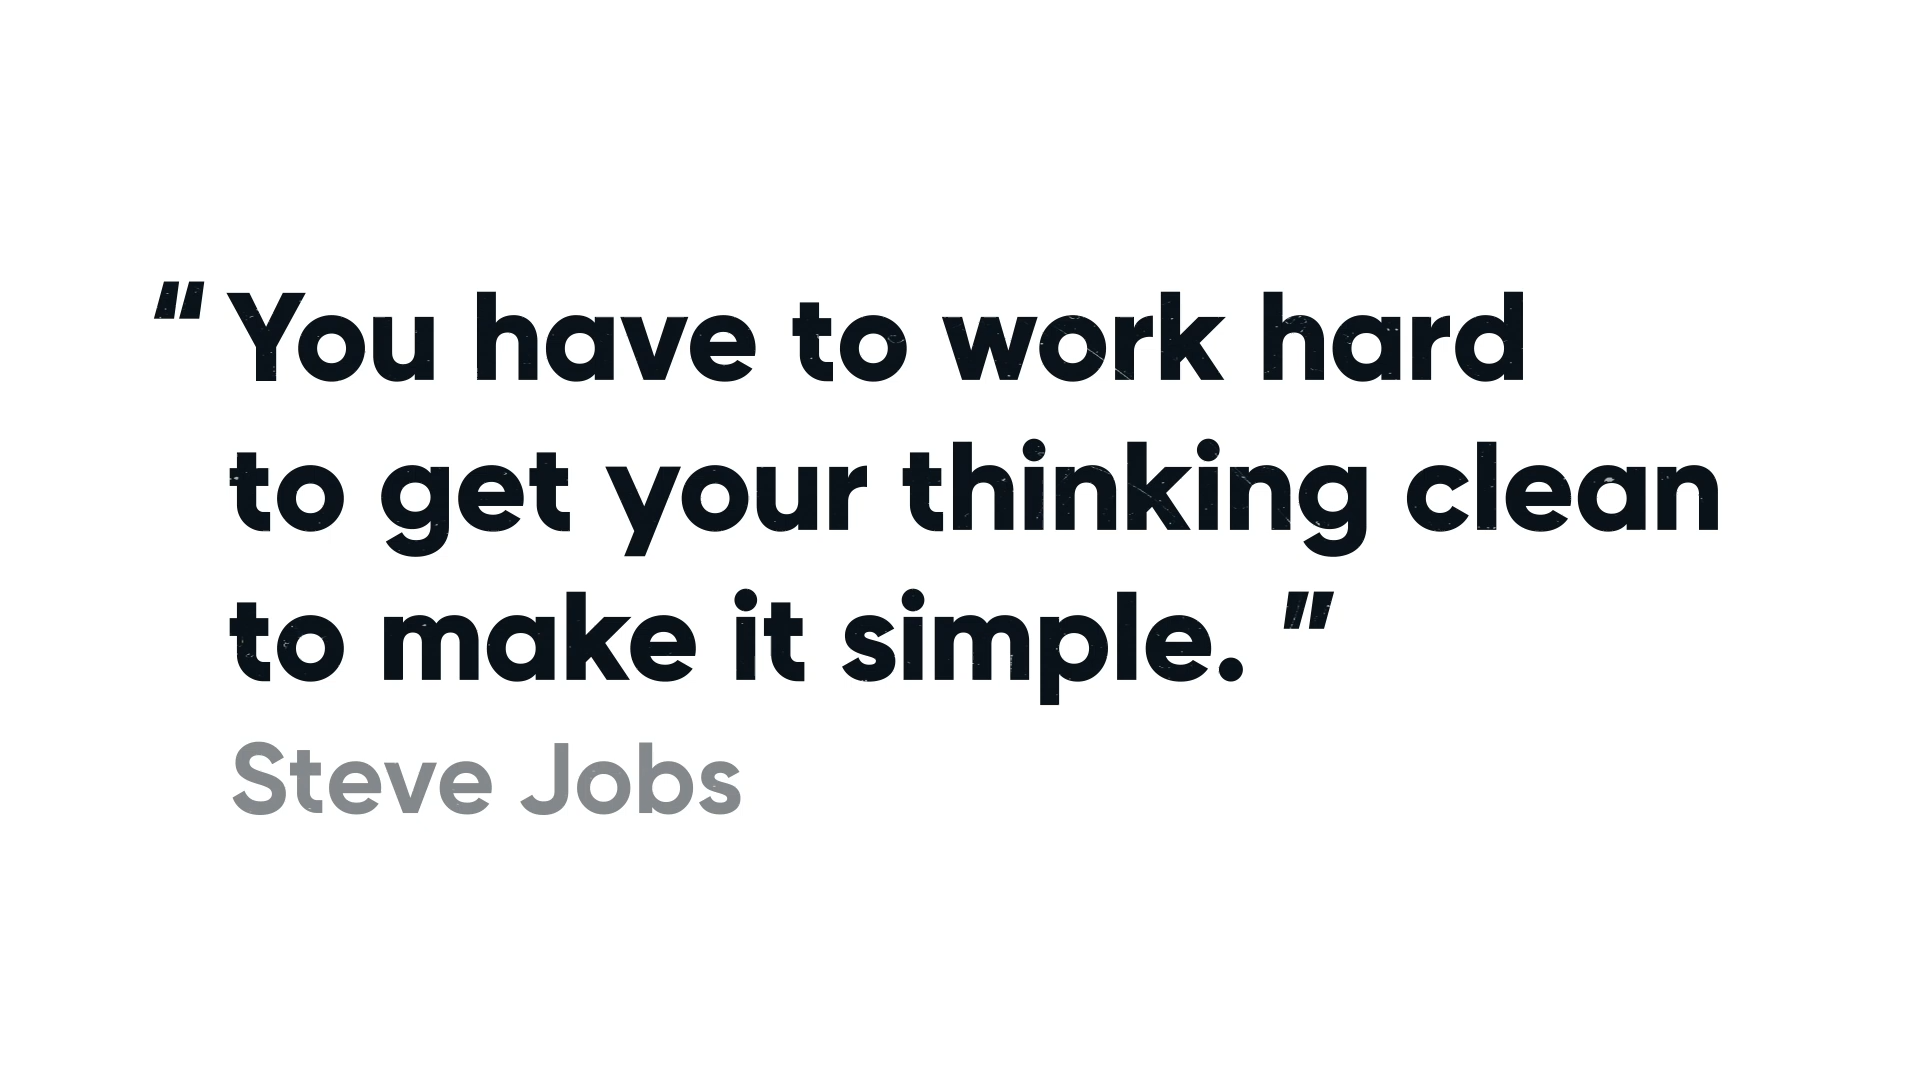 "You have to work hard
to get your thinking clean
to make it simple."
Steve Jobs